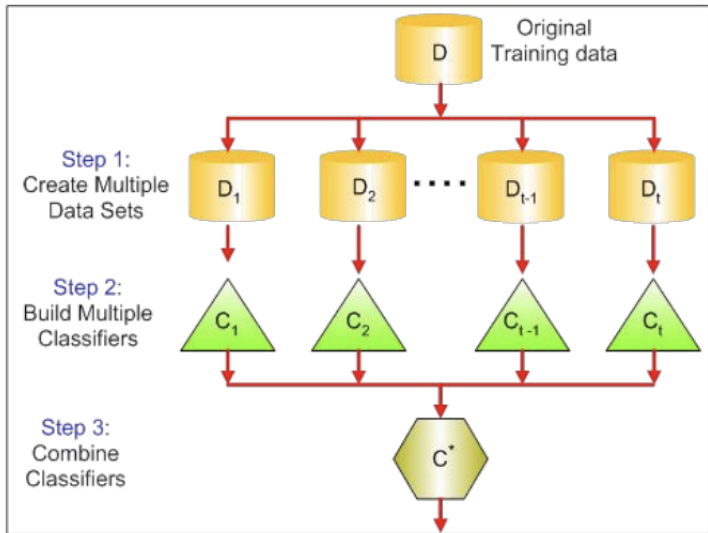 D
Original
Training data
Step 1:
Create Multiple
Data Sets
D₁
D₂
....
Dₜ₋₁
Dₜ
Step 2:
Build Multiple
Classifiers
C₁
C₂
Cₜ₋₁
Cₜ
Step 3:
Combine
Classifiers
C*